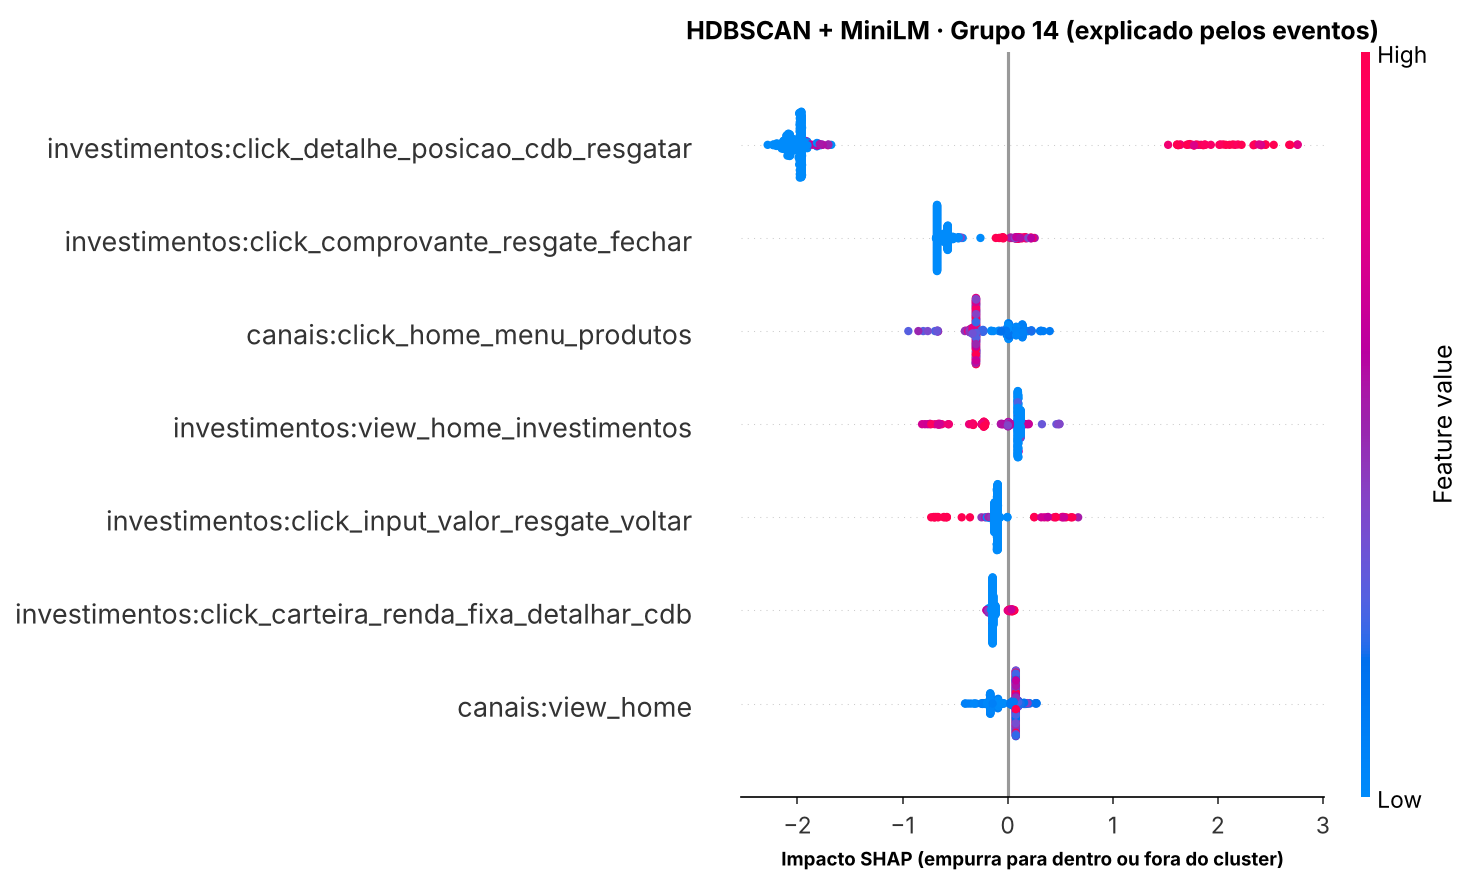 HDBSCAN + MiniLM · Grupo 14 (explicado pelos eventos)
High
investimentos:click_detalhe_posicao_cdb_resgatar
investimentos:click_comprovante_resgate_fechar
canais:click_home_menu_produtos
investimentos:view_home_investimentos
investimentos:click_input_valor_resgate_voltar
investimentos:click_carteira_renda_fixa_detalhar_cdb
canais:view_home
Feature value
Low
−2 −1 0 1 2 3
Impacto SHAP (empurra para dentro ou fora do cluster)